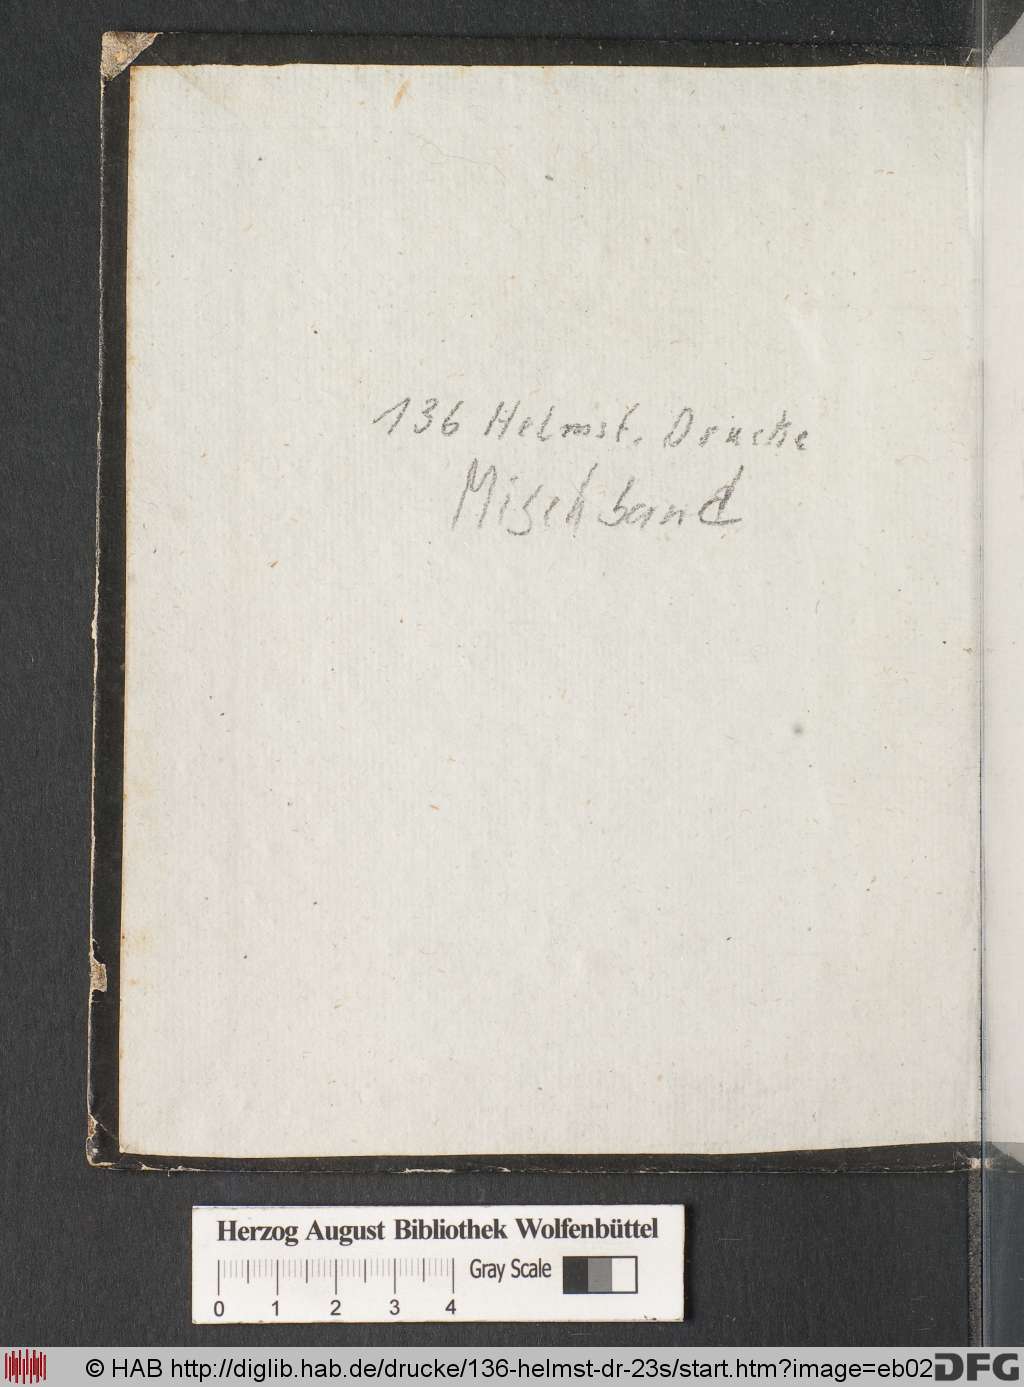 136 Helmst. Drucke
Mischband
Herzog August Bibliothek Wolfenbüttel
Gray Scale
0 1 2 3 4
© HAB http://diglib.hab.de/drucke/136-helmst-dr-23s/start.htm?image=eb02
DFG